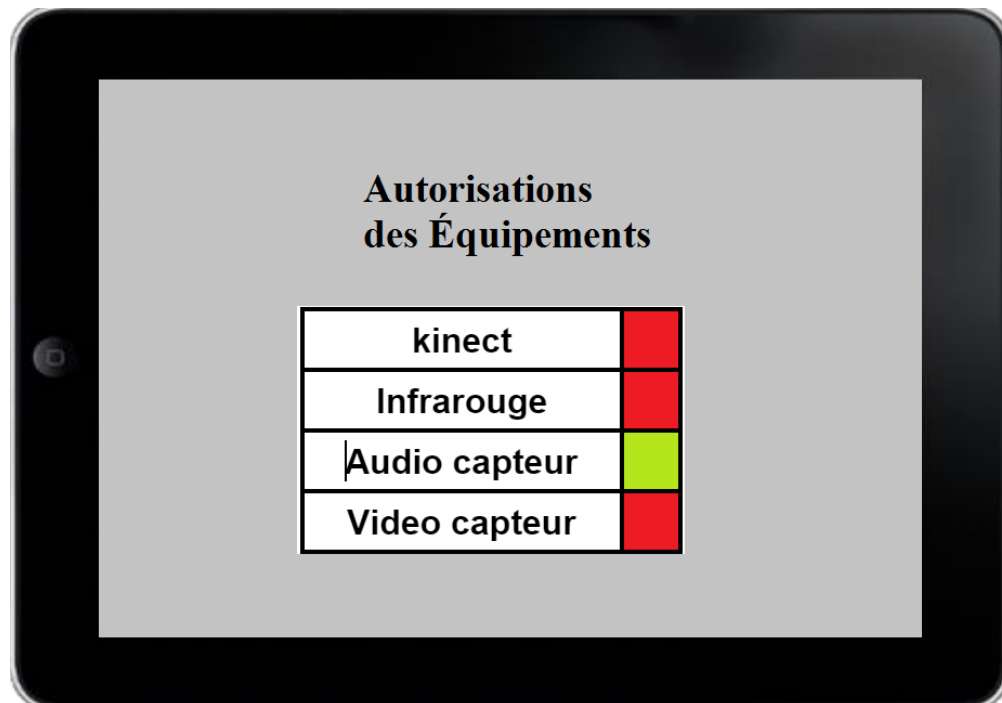 Autorisations
des Équipements
kinect
Infrarouge
Audio capteur
Video capteur